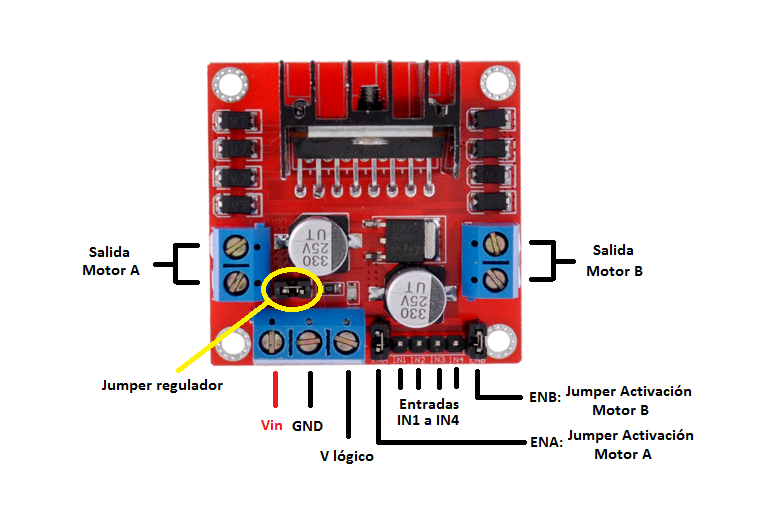 330
25V
UT
330
25V
UT
Salida
Motor A
Salida
Motor B
Jumper regulador
IN1 IN2 IN3 IN4 ENB
Vin GND
V lógico
Entradas
IN1 a IN4
ENB: Jumper Activación
Motor B
ENA: Jumper Activación
Motor A